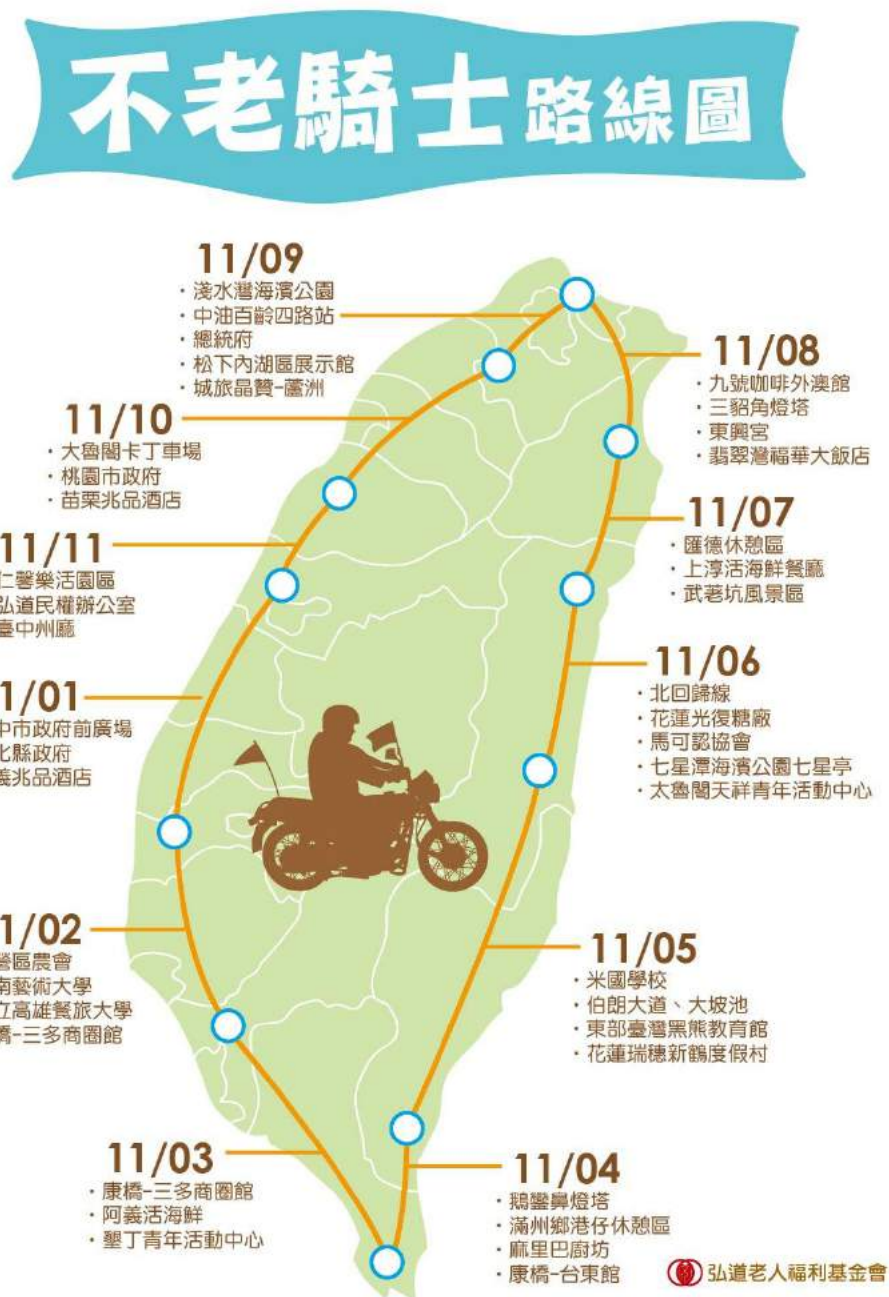 不老騎士路線圖
11/09
・淺水灣海濱公園
・中油百齡四路站
・總統府
・松下內湖區展示館
・城旅晶贊-蘆洲
11/08
・九號咖啡外澳館
・三貂角燈塔
・東興宮
・翡翠灣福華大飯店
11/10
・大魯閣卡丁車場
・桃園市政府
・苗栗兆品酒店
11/07
・匯德休憩區
・上淳活海鮮餐廳
・武荖坑風景區
11/11
仁馨樂活園區
弘道民權辦公室
臺中州廳
11/06
・北回歸線
・花蓮光復糖廠
・馬可認協會
・七星潭海濱公園七星亭
・太魯閣天祥青年活動中心
1/01
中市政府前廣場
化縣政府
義兆品酒店
1/02
營區農會
南藝術大學
立高雄餐旅大學
橋-三多商圈館
11/05
・米國學校
・伯朗大道、大坡池
・東部臺灣黑熊教育館
・花蓮瑞穗新鶴度假村
11/03
・康橋-三多商圈館
・阿義活海鮮
・墾丁青年活動中心
11/04
・鵝鑾鼻燈塔
・滿州鄉港仔休憩區
・麻里巴廚坊
・康橋-台東館
弘道老人福利基金會